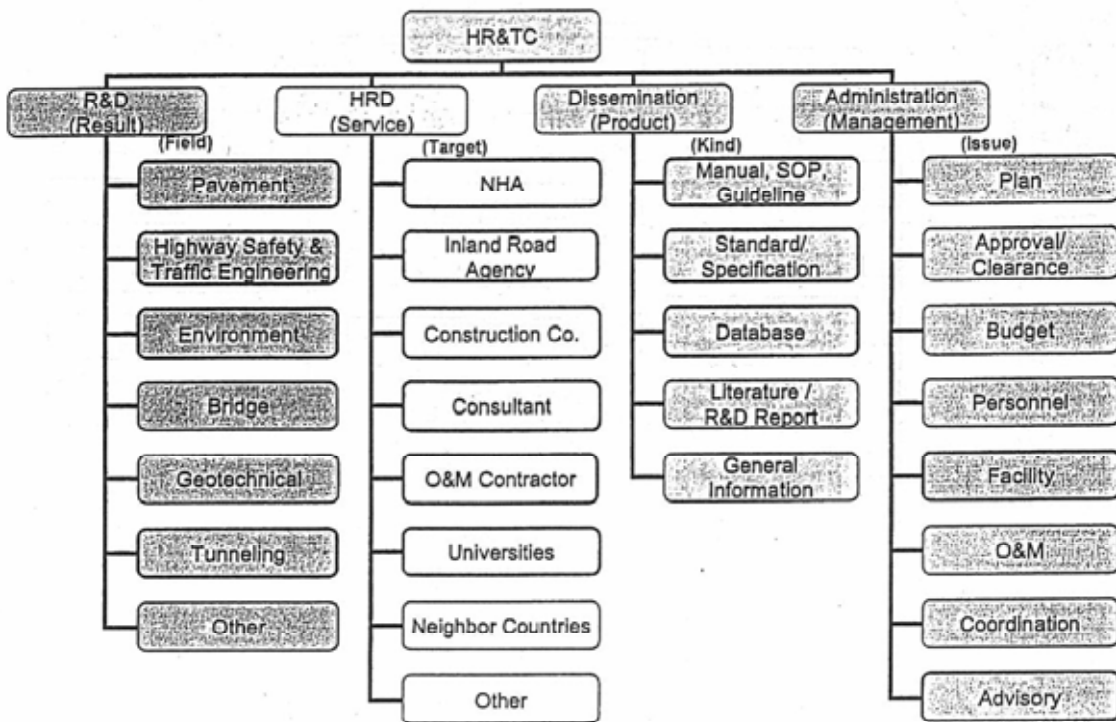 HR&TC
R&D
(Result)
HRD
(Service)
Dissemination
(Product)
Administration
(Management)
(Field)
Pavement
Highway Safety &
Traffic Engineering
Environment
Bridge
Geotechnical
Tunneling
Other
(Target)
NHA
Inland Road
Agency
Construction Co.
Consultant
O&M Contractor
Universities
Neighbor Countries
Other
(Kind)
Manual, SOP,
Guideline
Standard/
Specification
Database
Literature /
R&D Report
General
Information
(Issue)
Plan
Approval/
Clearance
Budget
Personnel
Facility
O&M
Coordination
Advisory